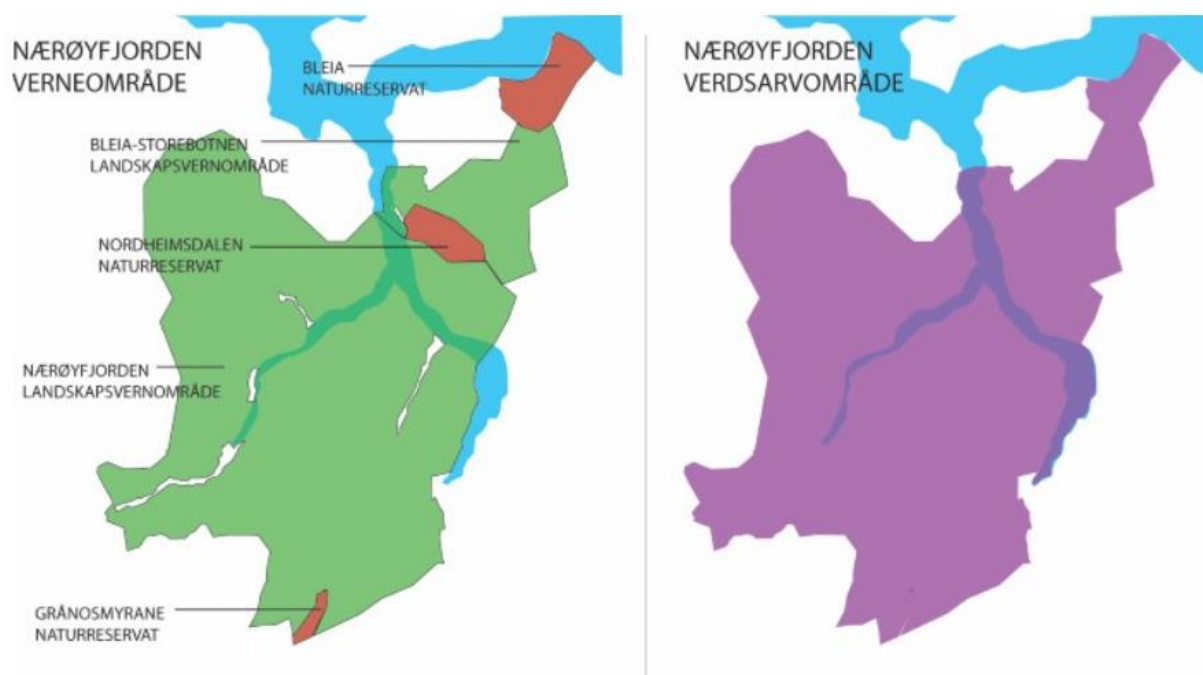 NÆRØYFJORDEN
VERNEOMRÅDE
BLEIA
NATURRESERVAT
BLEIA-STOREBOTNEN
LANDSKAPSVERNOMRÅDE
NORDHEIMSDALEN
NATURRESERVAT
NÆRØYFJORDEN
LANDSKAPSVERNOMRÅDE
GRÅNOSMYRANE
NATURRESERVAT
NÆRØYFJORDEN
VERDSARVOMRÅDE